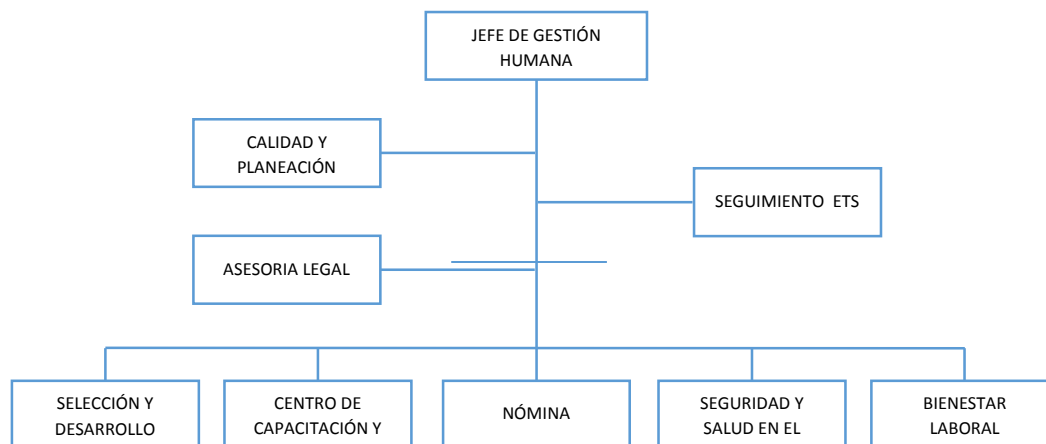 JEFE DE GESTIÓN
HUMANA
CALIDAD Y
PLANEACIÓN
SEGUIMIENTO ETS
ASESORIA LEGAL
SELECCIÓN Y
DESARROLLO
CENTRO DE
CAPACITACIÓN Y
NÓMINA
SEGURIDAD Y
SALUD EN EL
BIENESTAR
LABORAL